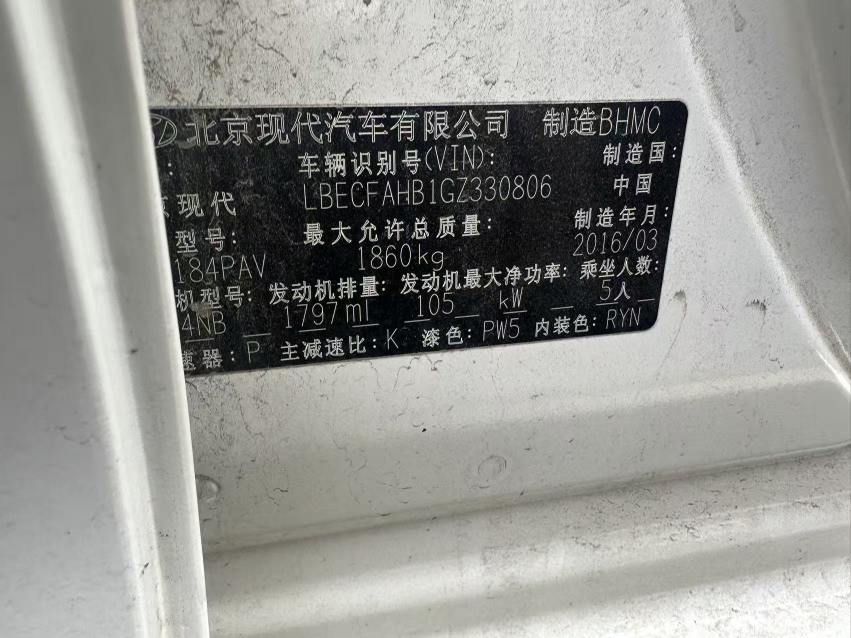 北京现代汽车有限公司 制造BHMC
: 车辆识别号(VIN): 制造国:
现代 LBECFAHB1GZ330806 中国
型号: 最大允许总质量: 制造年月:
184PAV 1860kg 2016/03
机型号: 发动机排量: 发动机最大净功率: 乘坐人数:
4NB 1797ml 105 kW 5人
速器: P 主减速比: K 漆色: PW5 内装色: RYN